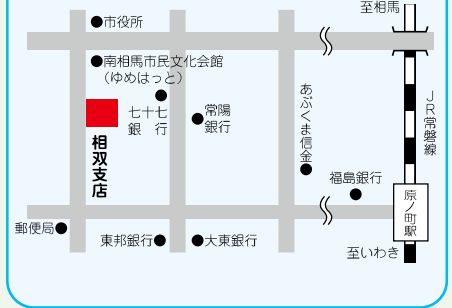 至相馬
市役所
南相馬市民文化会館
（ゆめはっと）
七十七
銀　行
常陽
銀行
あぶくま信金
JR常磐線
相双支店
福島銀行
原ノ町駅
郵便局
東邦銀行
大東銀行
至いわき